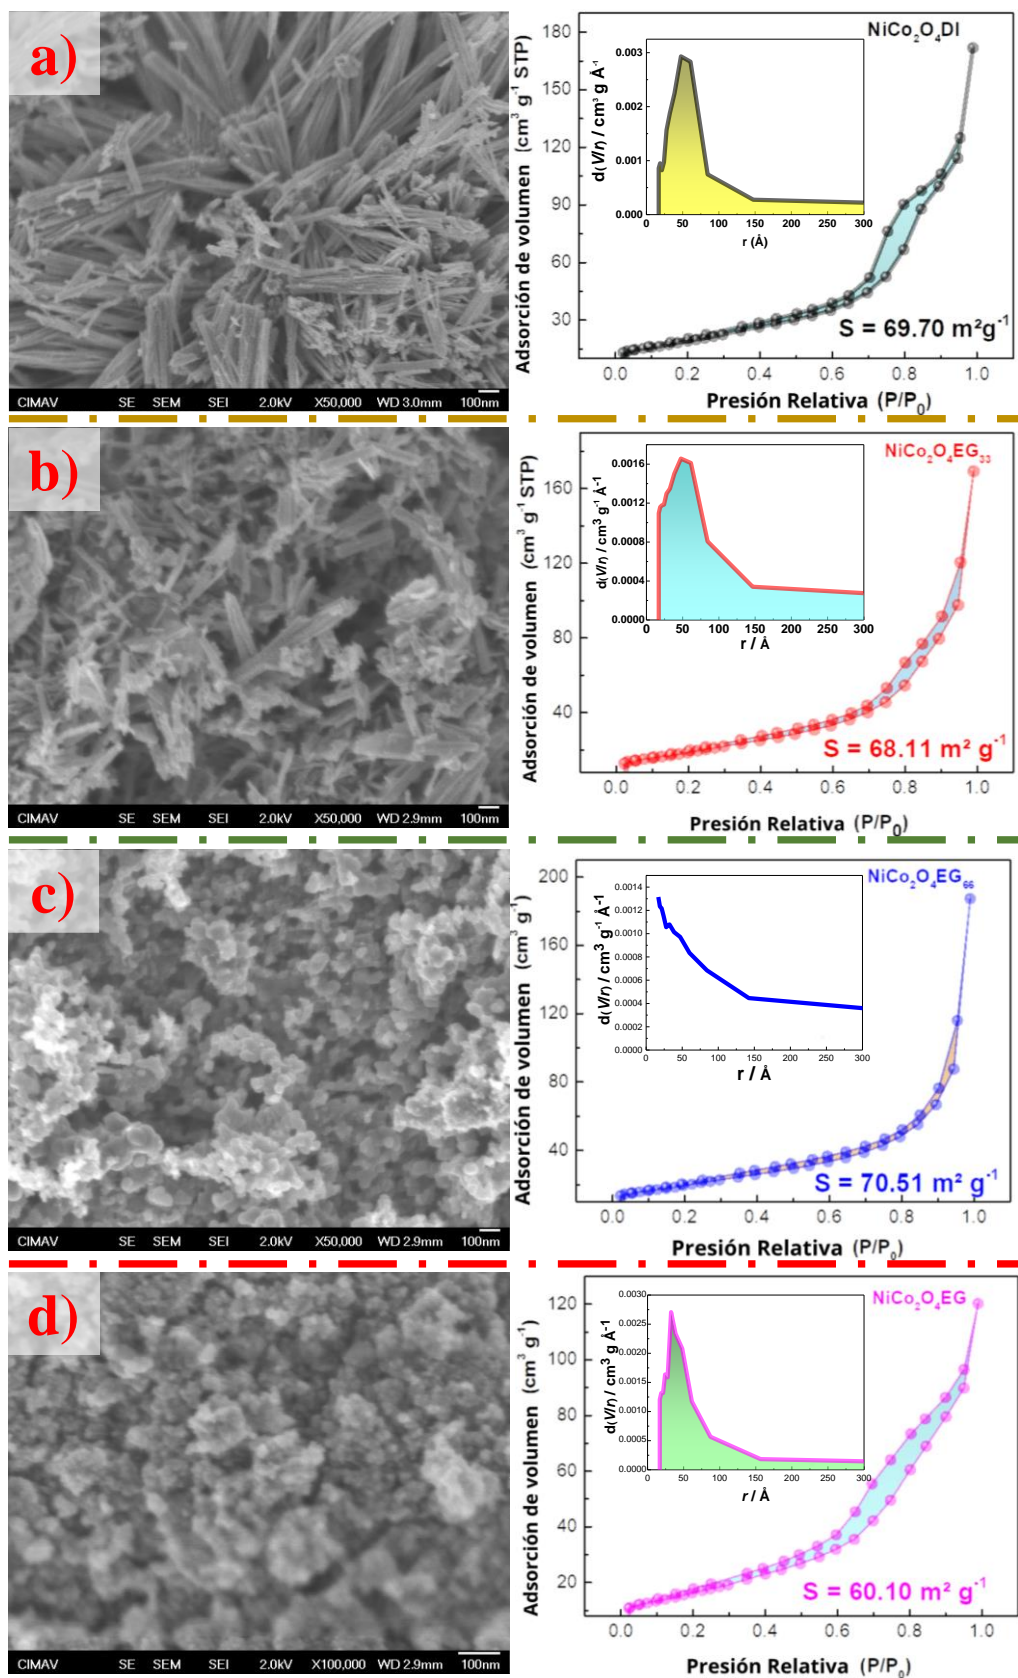 a)
CIMAV SE SEM SEI 2.0kV X50,000 WD 3.0mm 100nm
Adsorción de volumen (cm³ g⁻¹ STP)
180
150
120
90
60
30
NiCo₂O₄DI
d(V/r) / cm³ g Å⁻¹
0.003
0.002
0.001
0.000
0 50 100 150 200 250 300
r (Å)
S = 69.70 m²g⁻¹
0.0 0.2 0.4 0.6 0.8 1.0
Presión Relativa (P/P₀)
b)
CIMAV SE SEM SEI 2.0kV X50,000 WD 2.9mm 100nm
Adsorción de volumen (cm³ g⁻¹ STP)
160
120
80
40
NiCo₂O₄EG₃₃
d(V/r) / cm³ g⁻¹ Å⁻¹
0.0016
0.0012
0.0008
0.0004
0.0000
0 50 100 150 200 250 300
r / Å
S = 68.11 m² g⁻¹
0.0 0.2 0.4 0.6 0.8 1.0
Presión Relativa (P/P₀)
c)
CIMAV SE SEM SEI 2.0kV X50,000 WD 2.9mm 100nm
Adsorción de volumen (cm³ g⁻¹)
200
160
120
80
40
NiCo₂O₄EG₆₆
d(V/r) / cm³ g⁻¹ Å⁻¹
0.0014
0.0012
0.0010
0.0008
0.0006
0.0004
0.0002
0.0000
0 50 100 150 200 250 300
r / Å
S = 70.51 m² g⁻¹
0.0 0.2 0.4 0.6 0.8 1.0
Presión Relativa (P/P₀)
d)
CIMAV SE SEM SEI 2.0kV X100,000 WD 2.9mm 100nm
Adsorción de volumen (cm³ g⁻¹)
120
100
80
60
40
20
NiCo₂O₄EG
d(V/r) / cm³ g Å⁻¹
0.0030
0.0025
0.0020
0.0015
0.0010
0.0005
0.0000
0 50 100 150 200 250 300
r / Å
S = 60.10 m² g⁻¹
0.0 0.2 0.4 0.6 0.8 1.0
Presión Relativa (P/P₀)